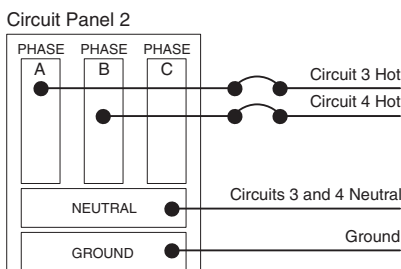 Circuit Panel 2
PHASE PHASE PHASE
A B C
Circuit 3 Hot
Circuit 4 Hot
Circuits 3 and 4 Neutral
NEUTRAL
Ground
GROUND